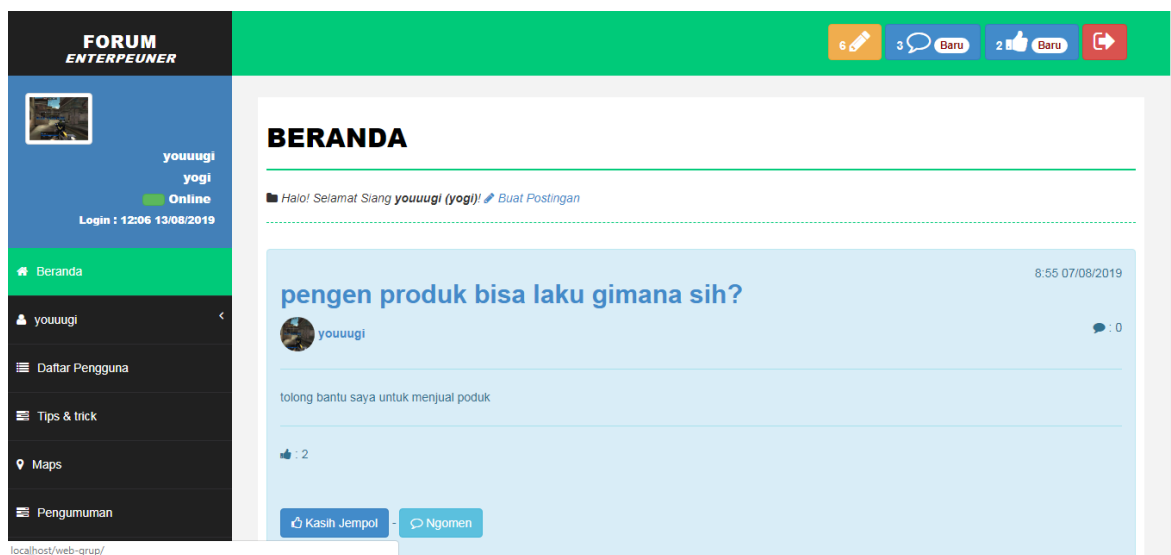 FORUM
ENTERPEUNER
6
3 Baru
2 Baru
youuugi
yogi
Online
Login : 12:06 13/08/2019
Beranda
youuugi
Daftar Pengguna
Tips & trick
Maps
Pengumuman
localhost/web-grup/
BERANDA
Halo! Selamat Siang youuugi (yogi)! Buat Postingan
8:55 07/08/2019
pengen produk bisa laku gimana sih?
youuugi
: 0
tolong bantu saya untuk menjual poduk
: 2
Kasih Jempol - Ngomen